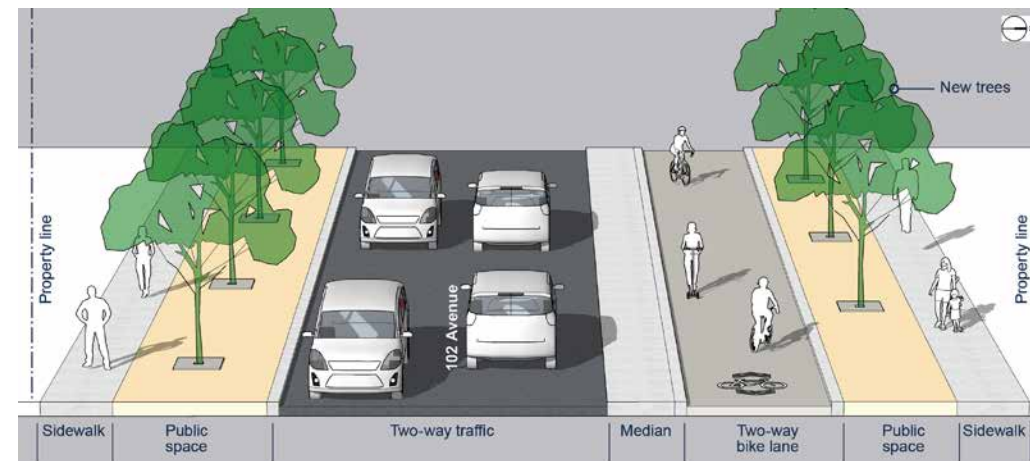 New trees
Property line
Property line
102 Avenue
Sidewalk
Public
space
Two-way traffic
Median
Two-way
bike lane
Public
space
Sidewalk